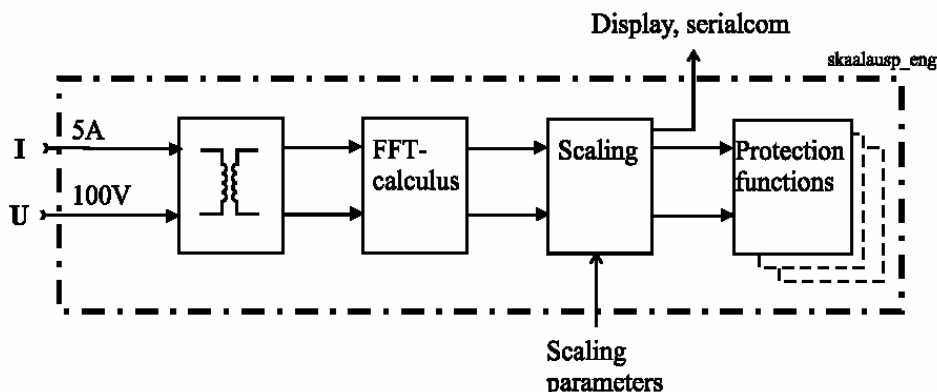 Display, serialcom
skaalausp_eng
I
5A
FFT-
calculus
Scaling
Protection
functions
U
100V
Scaling
parameters